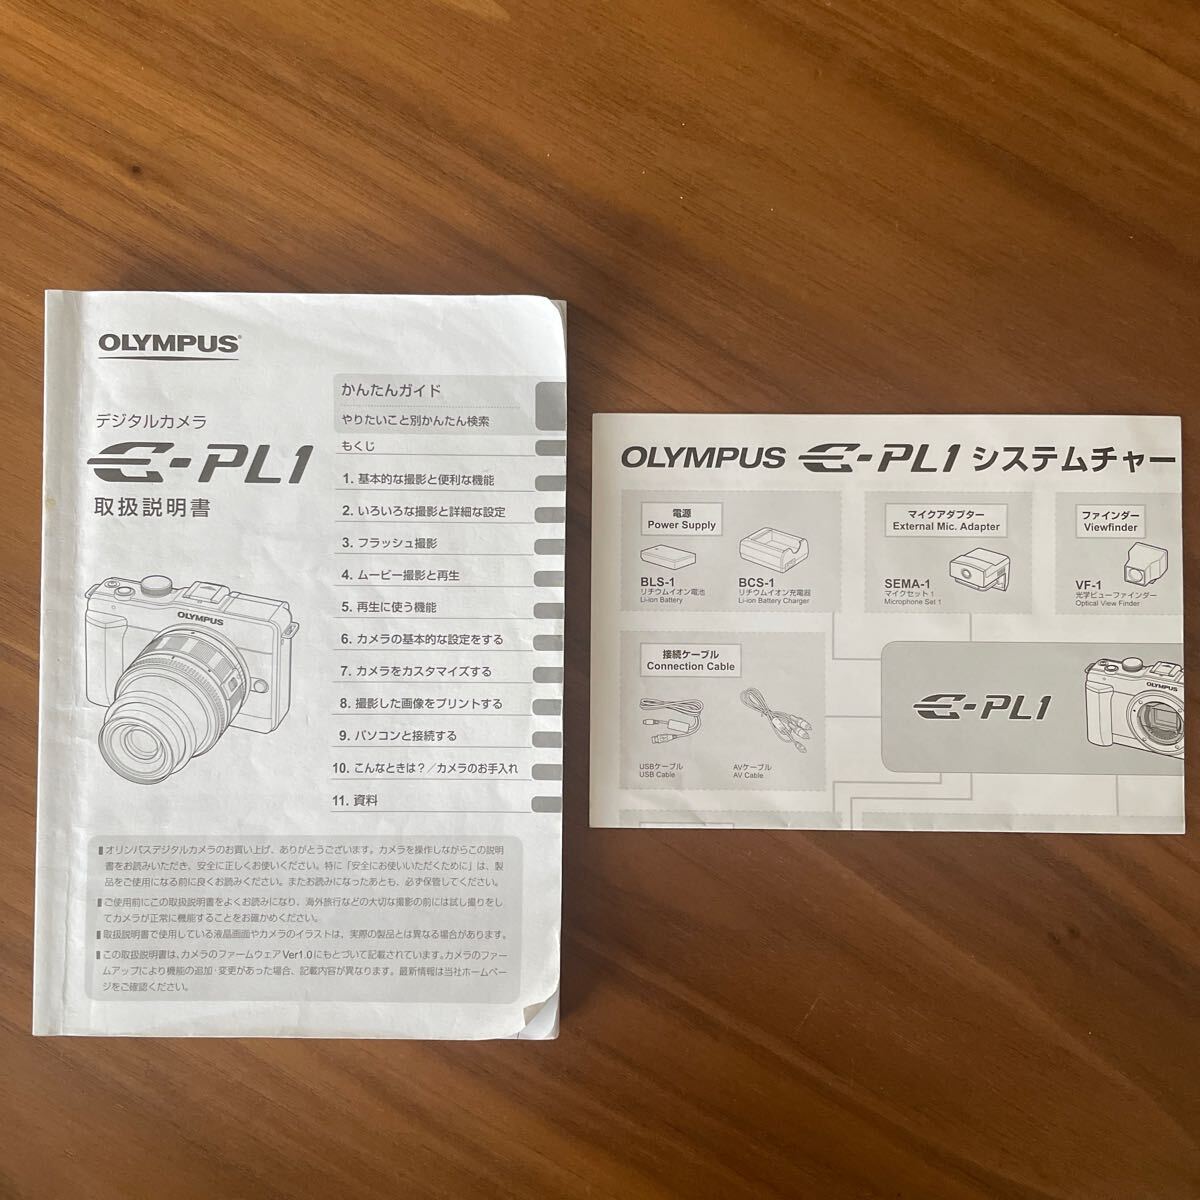 OLYMPUS®
デジタルカメラ
E-PL1
取扱説明書
OLYMPUS
かんたんガイド
やりたいこと別かんたん検索
もくじ
1. 基本的な撮影と便利な機能
2. いろいろな撮影と詳細な設定
3. フラッシュ撮影
4. ムービー撮影と再生
5. 再生に使う機能
6. カメラの基本的な設定をする
7. カメラをカスタマイズする
8. 撮影した画像をプリントする
9. パソコンと接続する
10. こんなときは？／カメラのお手入れ
11. 資料
オリンパスデジタルカメラのお買い上げ、ありがとうございます。カメラを操作しながらこの説明
書をお読みいただき、安全に正しくお使いください。特に「安全にお使いいただくために」は、製
品をご使用になる前に良くお読みください。またお読みになったあとも、必ず保管してください。
ご使用前にこの取扱説明書をよくお読みになり、海外旅行などの大切な撮影の前には試し撮りをし
てカメラが正常に機能することをお確かめください。
取扱説明書で使用している液晶画面やカメラのイラストは、実際の製品とは異なる場合があります。
この取扱説明書は、カメラのファームウェアVer1.0にもとづいて記載されています。カメラのファー
ムアップにより機能の追加・変更があった場合、記載内容が異なります。最新情報は当社ホームペー
ジをご確認ください。
OLYMPUS E-PL1 システムチャー
電源
Power Supply
BLS-1
リチウムイオン電池
Li-ion Battery
BCS-1
リチウムイオン充電器
Li-ion Battery Charger
マイクアダプター
External Mic. Adapter
SEMA-1
マイクセット 1
Microphone Set 1
ファインダー
Viewfinder
VF-1
光学ビューファインダー
Optical View Finder
接続ケーブル
Connection Cable
USBケーブル
USB Cable
AVケーブル
AV Cable
E-PL1
OLYMPUS